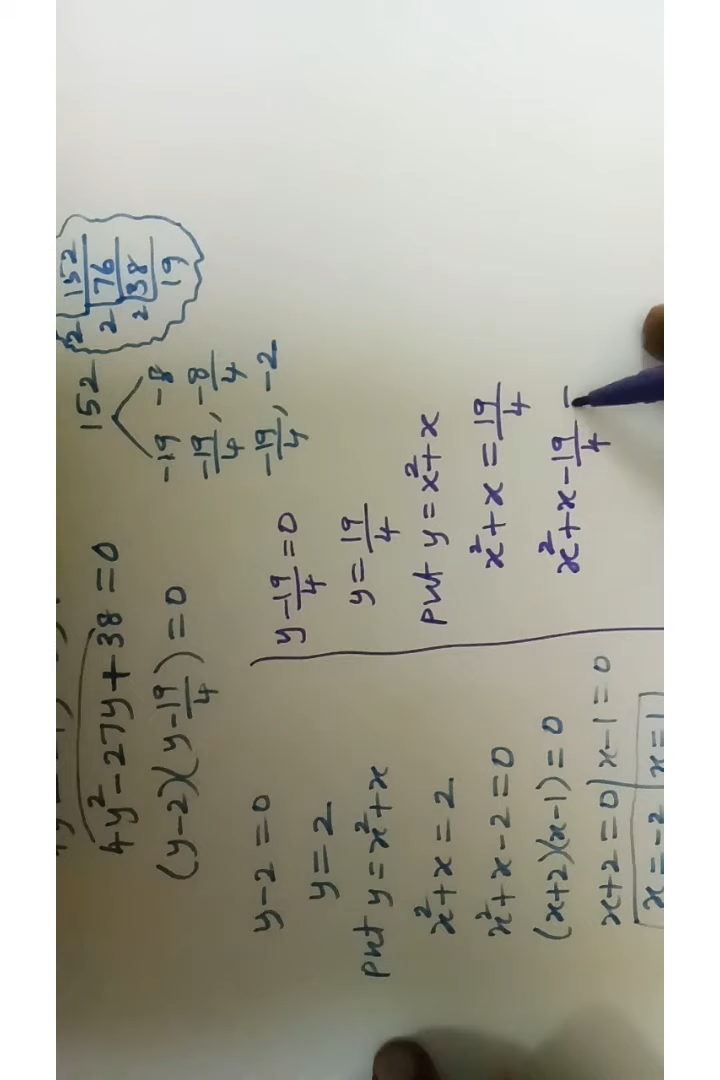 4y² - 27y + 38 = 0
(y-2)(y-19/4) = 0
152
-19 -8
-19/4, -8/4
-19/4, -2
2 152
2 76
2 38
19
y-2=0
y=2
put y=x²+x
x²+x=2
x²+x-2=0
(x+2)(x-1)=0
x+2=0 | x-1=0
x=-2 | x=1
y-19/4=0
y=19/4
put y=x²+x
x²+x=19/4
x²+x-19/4 -